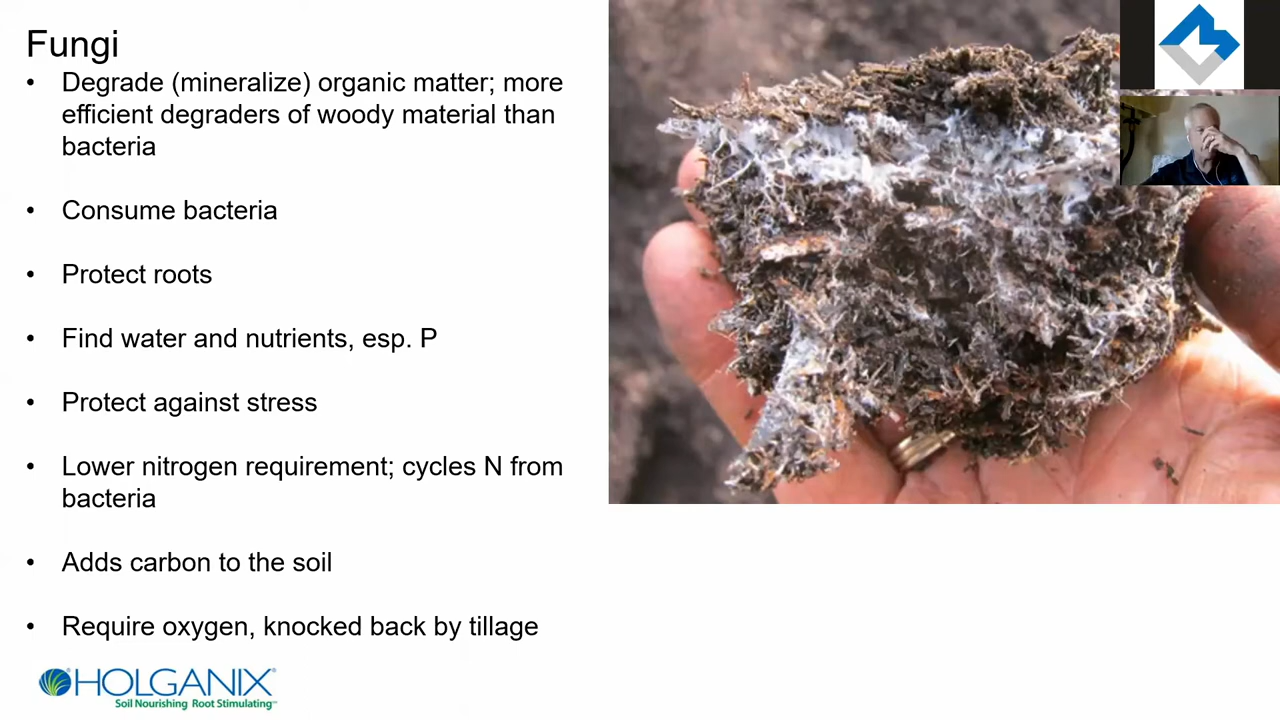 Fungi
• Degrade (mineralize) organic matter; more
efficient degraders of woody material than
bacteria
• Consume bacteria
• Protect roots
• Find water and nutrients, esp. P
• Protect against stress
• Lower nitrogen requirement; cycles N from
bacteria
• Adds carbon to the soil
• Require oxygen, knocked back by tillage
HOLGANIX
Soil Nourishing Root Stimulating